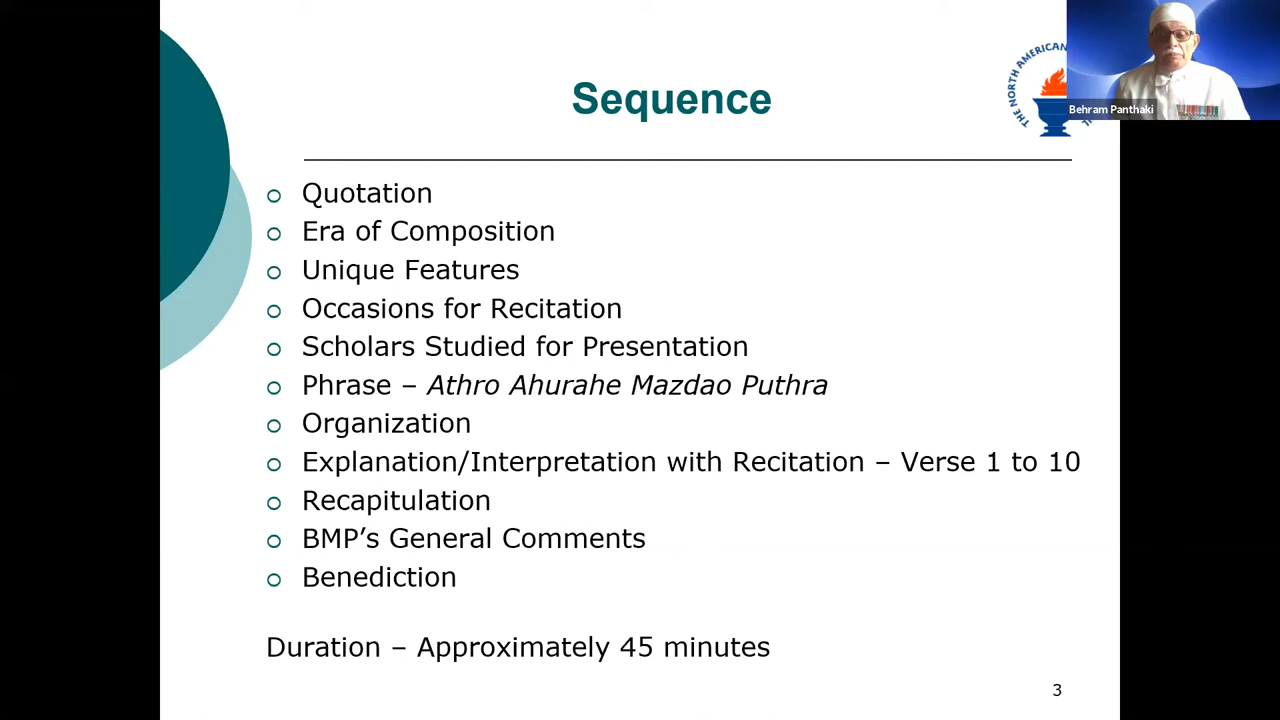 Sequence
THE NORTH AMERICAN
Behram Panthaki
Quotation
Era of Composition
Unique Features
Occasions for Recitation
Scholars Studied for Presentation
Phrase – Athro Ahurahe Mazdao Puthra
Organization
Explanation/Interpretation with Recitation – Verse 1 to 10
Recapitulation
BMP’s General Comments
Benediction
Duration – Approximately 45 minutes
3